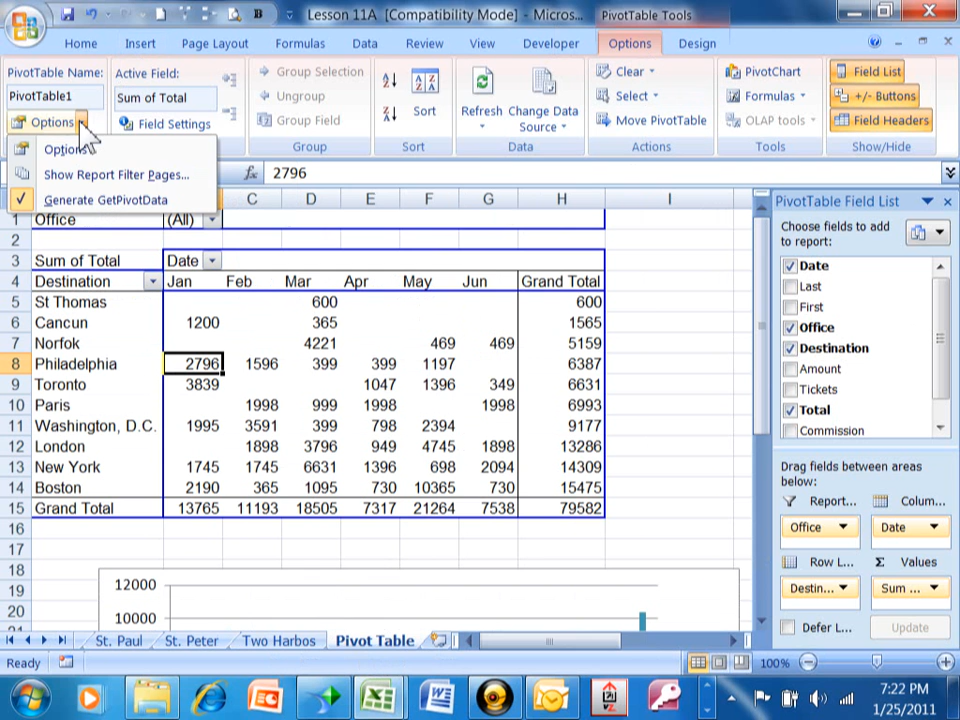 Lesson 11A [Compatibility Mode] - Micros...
PivotTable Tools
Home Insert Page Layout Formulas Data Review View Developer Options Design
PivotTable Name:
PivotTable1
Options
Active Field:
Sum of Total
Field Settings
Group Selection
Ungroup
Group Field
Group
Sort
Sort
Refresh
Change Data
Source
Data
Clear
Select
Move PivotTable
Actions
PivotChart
Formulas
OLAP tools
Tools
Field List
+/- Buttons
Field Headers
Show/Hide
Options
Show Report Filter Pages...
Generate GetPivotData
fx 2796
C D E F G H I
1 Office (All)
2
3 Sum of Total Date
4 Destination Jan Feb Mar Apr May Jun Grand Total
5 St Thomas 600 600
6 Cancun 1200 365 1565
7 Norfok 4221 469 469 5159
8 Philadelphia 2796 1596 399 399 1197 6387
9 Toronto 3839 1047 1396 349 6631
10 Paris 1998 999 1998 1998 6993
11 Washington, D.C. 1995 3591 399 798 2394 9177
12 London 1898 3796 949 4745 1898 13286
13 New York 1745 1745 6631 1396 698 2094 14309
14 Boston 2190 365 1095 730 10365 730 15475
15 Grand Total 13765 11193 18505 7317 21264 7538 79582
16
17
18
19
20
12000
10000
PivotTable Field List
Choose fields to add
to report:
Date
Last
First
Office
Destination
Amount
Tickets
Total
Commission
Drag fields between areas
below:
Report... Colum...
Office Date
Row L... Σ Values
Destin... Sum ...
Defer L... Update
St. Paul St. Peter Two Harbos Pivot Table
Ready 100%
7:22 PM
1/25/2011